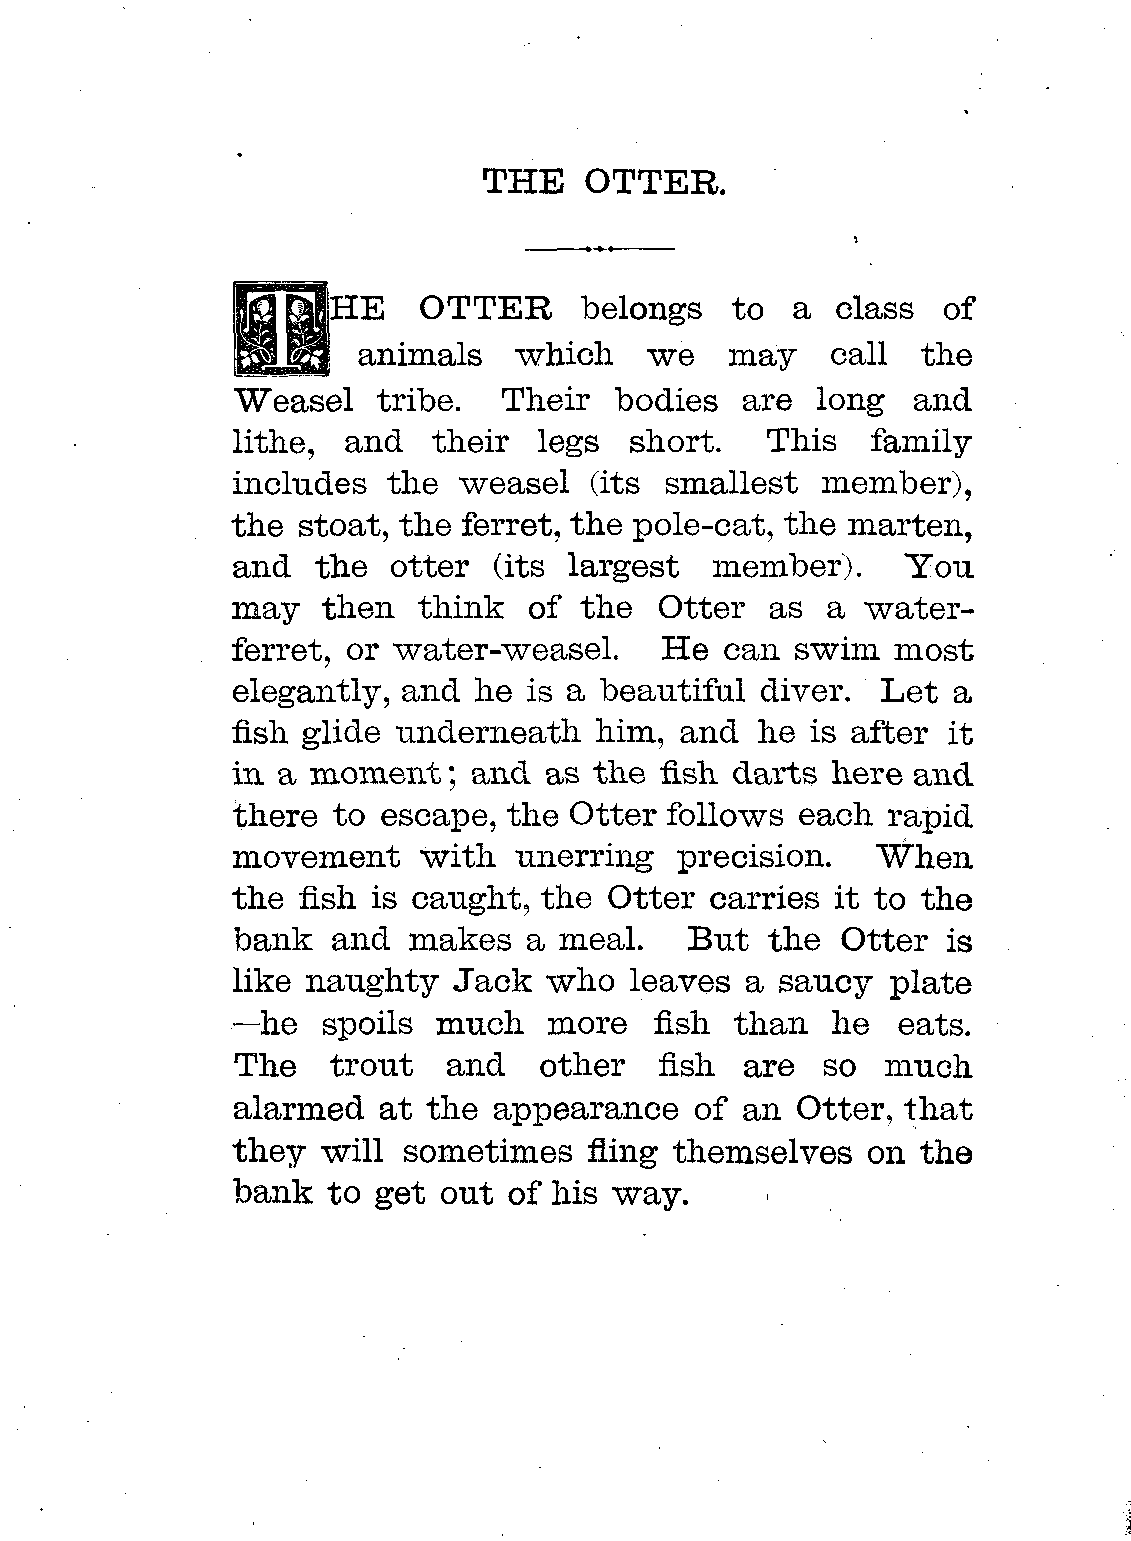 THE OTTER.
THE OTTER belongs to a class of
animals which we may call the
Weasel tribe. Their bodies are long and
lithe, and their legs short. This family
includes the weasel (its smallest member),
the stoat, the ferret, the pole-cat, the marten,
and the otter (its largest member). You
may then think of the Otter as a water-
ferret, or water-weasel. He can swim most
elegantly, and he is a beautiful diver. Let a
fish glide underneath him, and he is after it
in a moment; and as the fish darts here and
there to escape, the Otter follows each rapid
movement with unerring precision. When
the fish is caught, the Otter carries it to the
bank and makes a meal. But the Otter is
like naughty Jack who leaves a saucy plate
—he spoils much more fish than he eats.
The trout and other fish are so much
alarmed at the appearance of an Otter, that
they will sometimes fling themselves on the
bank to get out of his way.